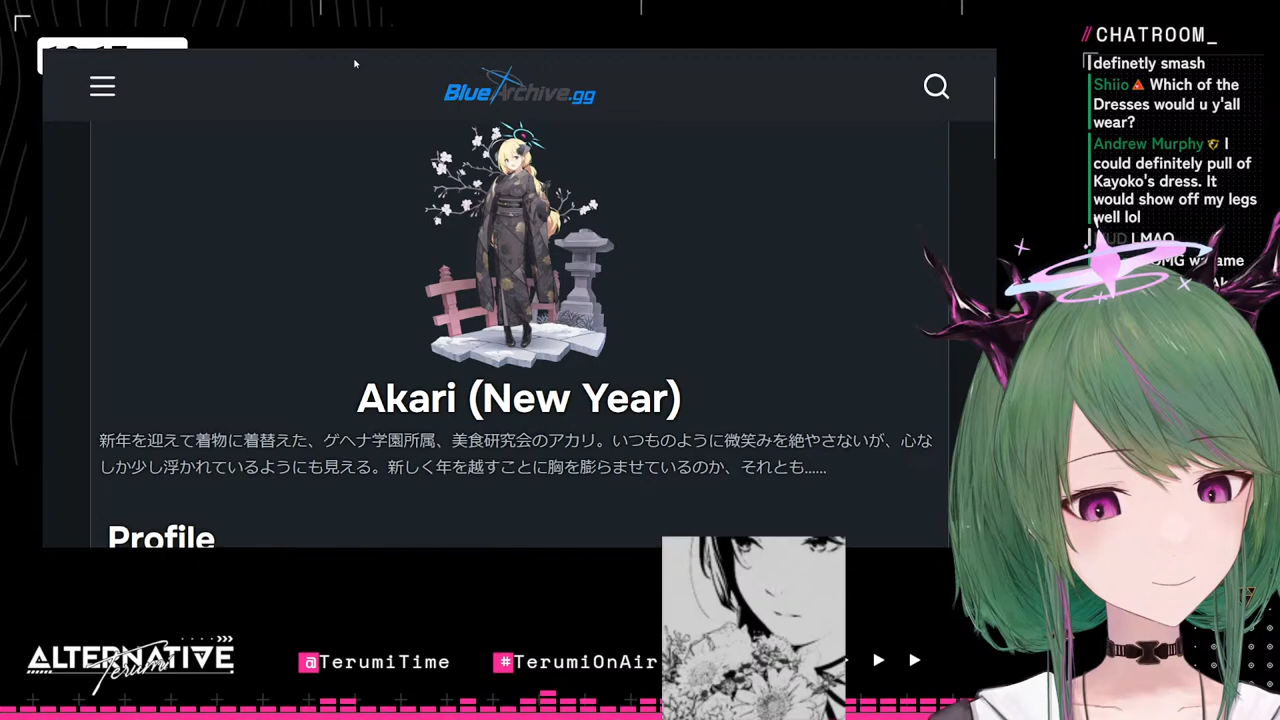 //CHATROOM_
definetly smash
Shiio Which of the
Dresses would u y'all
wear?
Andrew Murphy I
could definitely pull of
Kayoko's dress. It
would show off my legs
well lol
LMAO
BlueArchive.gg
Akari (New Year)
新年を迎えて着物に着替えた、ゲヘナ学園所属、美食研究会のアカリ。いつものように微笑みを絶やさないが、心な
しか少し浮かれているようにも見える。新しく年を越すことに胸を膨らませているのか、それとも......
Profile
ALTERNATIVE
Terumi
@TerumiTime
#TerumiOnAir